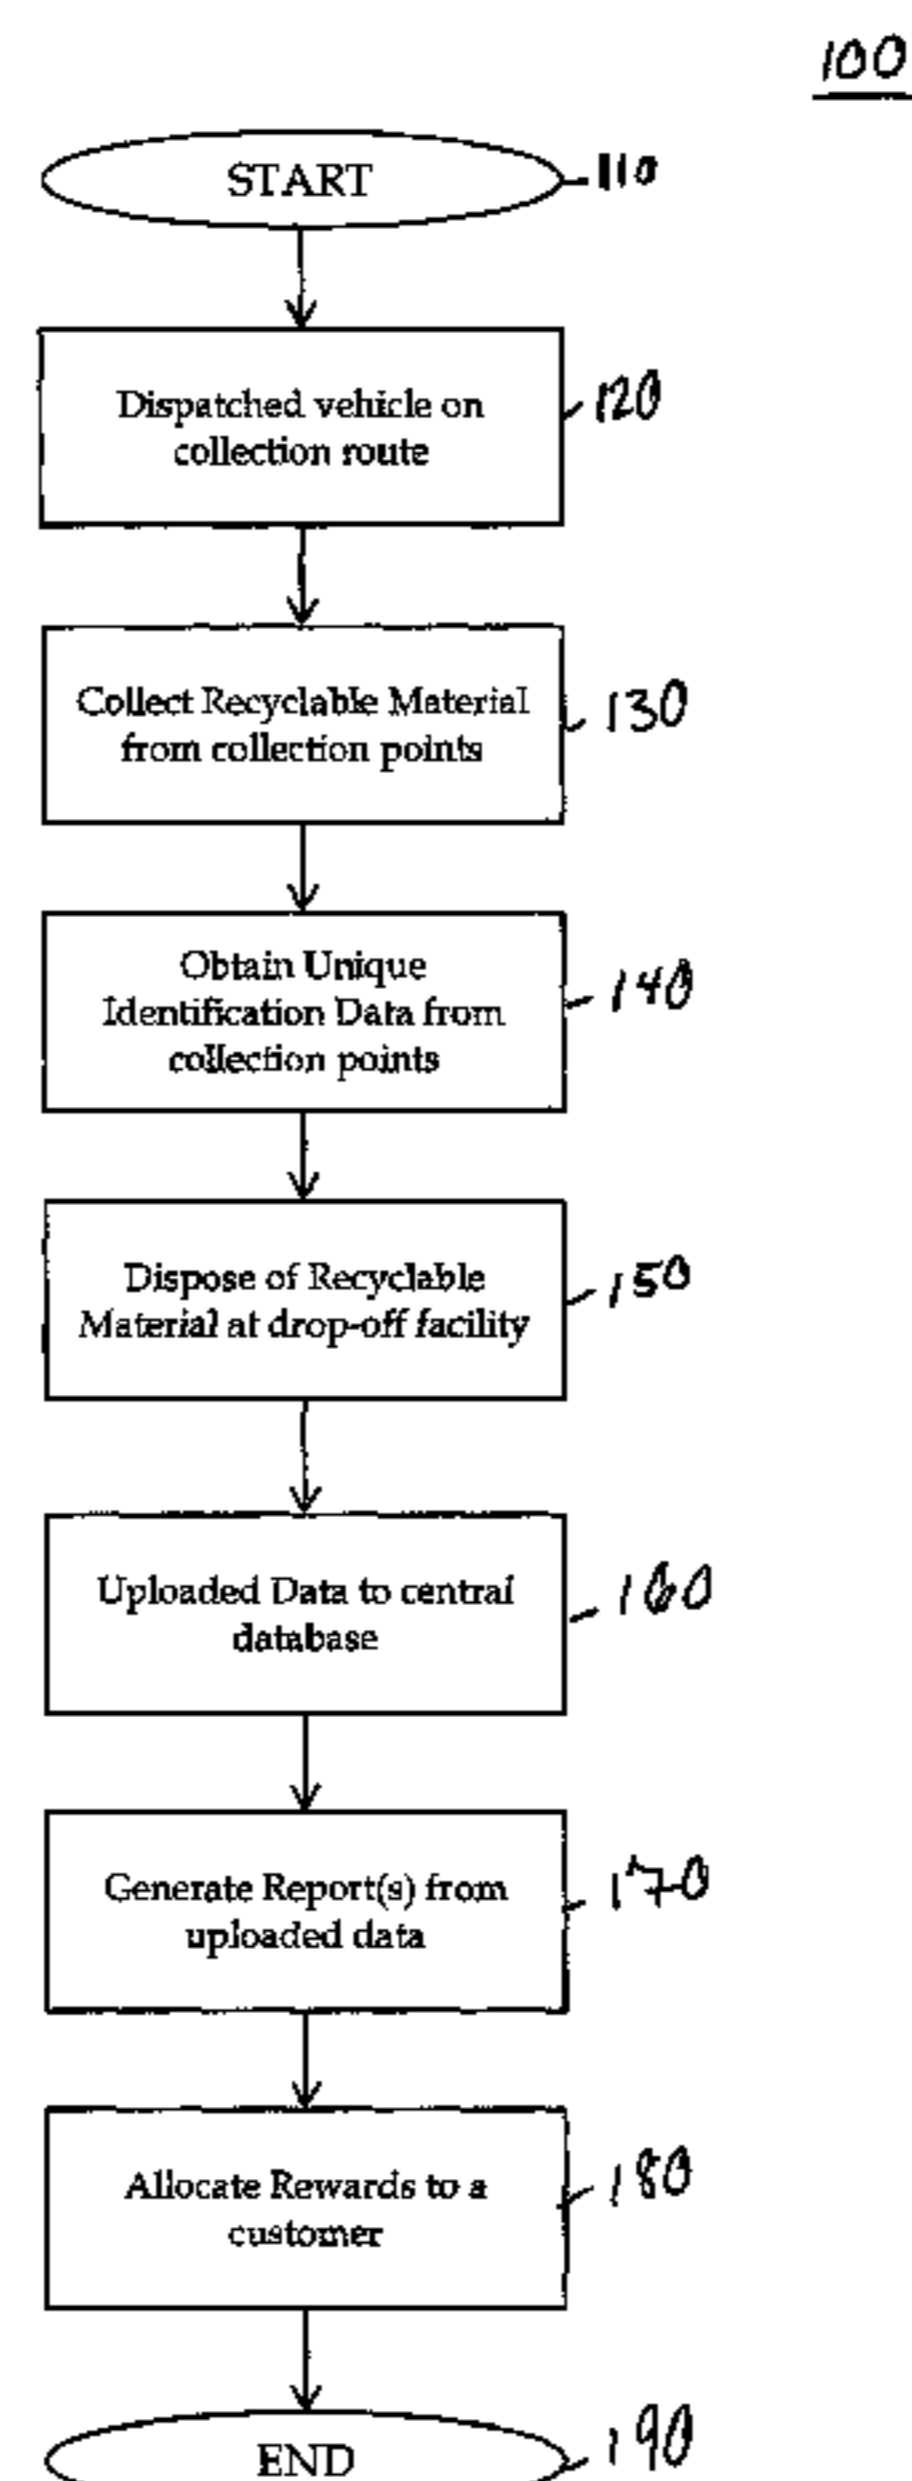 100
START
110
Dispatched vehicle on
collection route
120
Collect Recyclable Material
from collection points
130
Obtain Unique
Identification Data from
collection points
140
Dispose of Recyclable
Material at drop-off facility
150
Uploaded Data to central
database
160
Generate Report(s) from
uploaded data
170
Allocate Rewards to a
customer
180
END
190